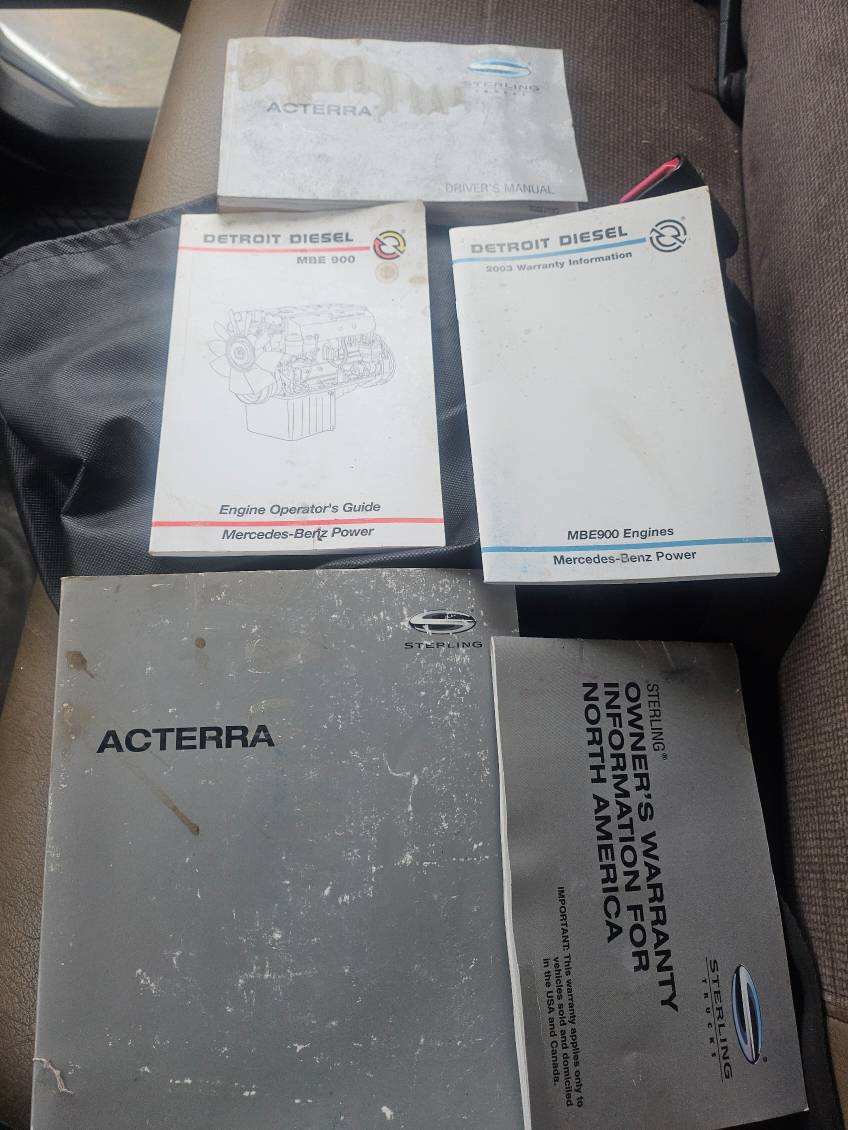 STERLING
TRUCKS
ACTERRA
DRIVER'S MANUAL
DETROIT DIESEL
MBE 900
Engine Operator's Guide
Mercedes-Benz Power
DETROIT DIESEL
2003 Warranty Information
MBE900 Engines
Mercedes-Benz Power
STERLING
ACTERRA
STERLING®
OWNER'S WARRANTY
INFORMATION FOR
NORTH AMERICA
IMPORTANT: This warranty applies only to
vehicles sold and domiciled
in the USA and Canada.
STERLING
TRUCKS